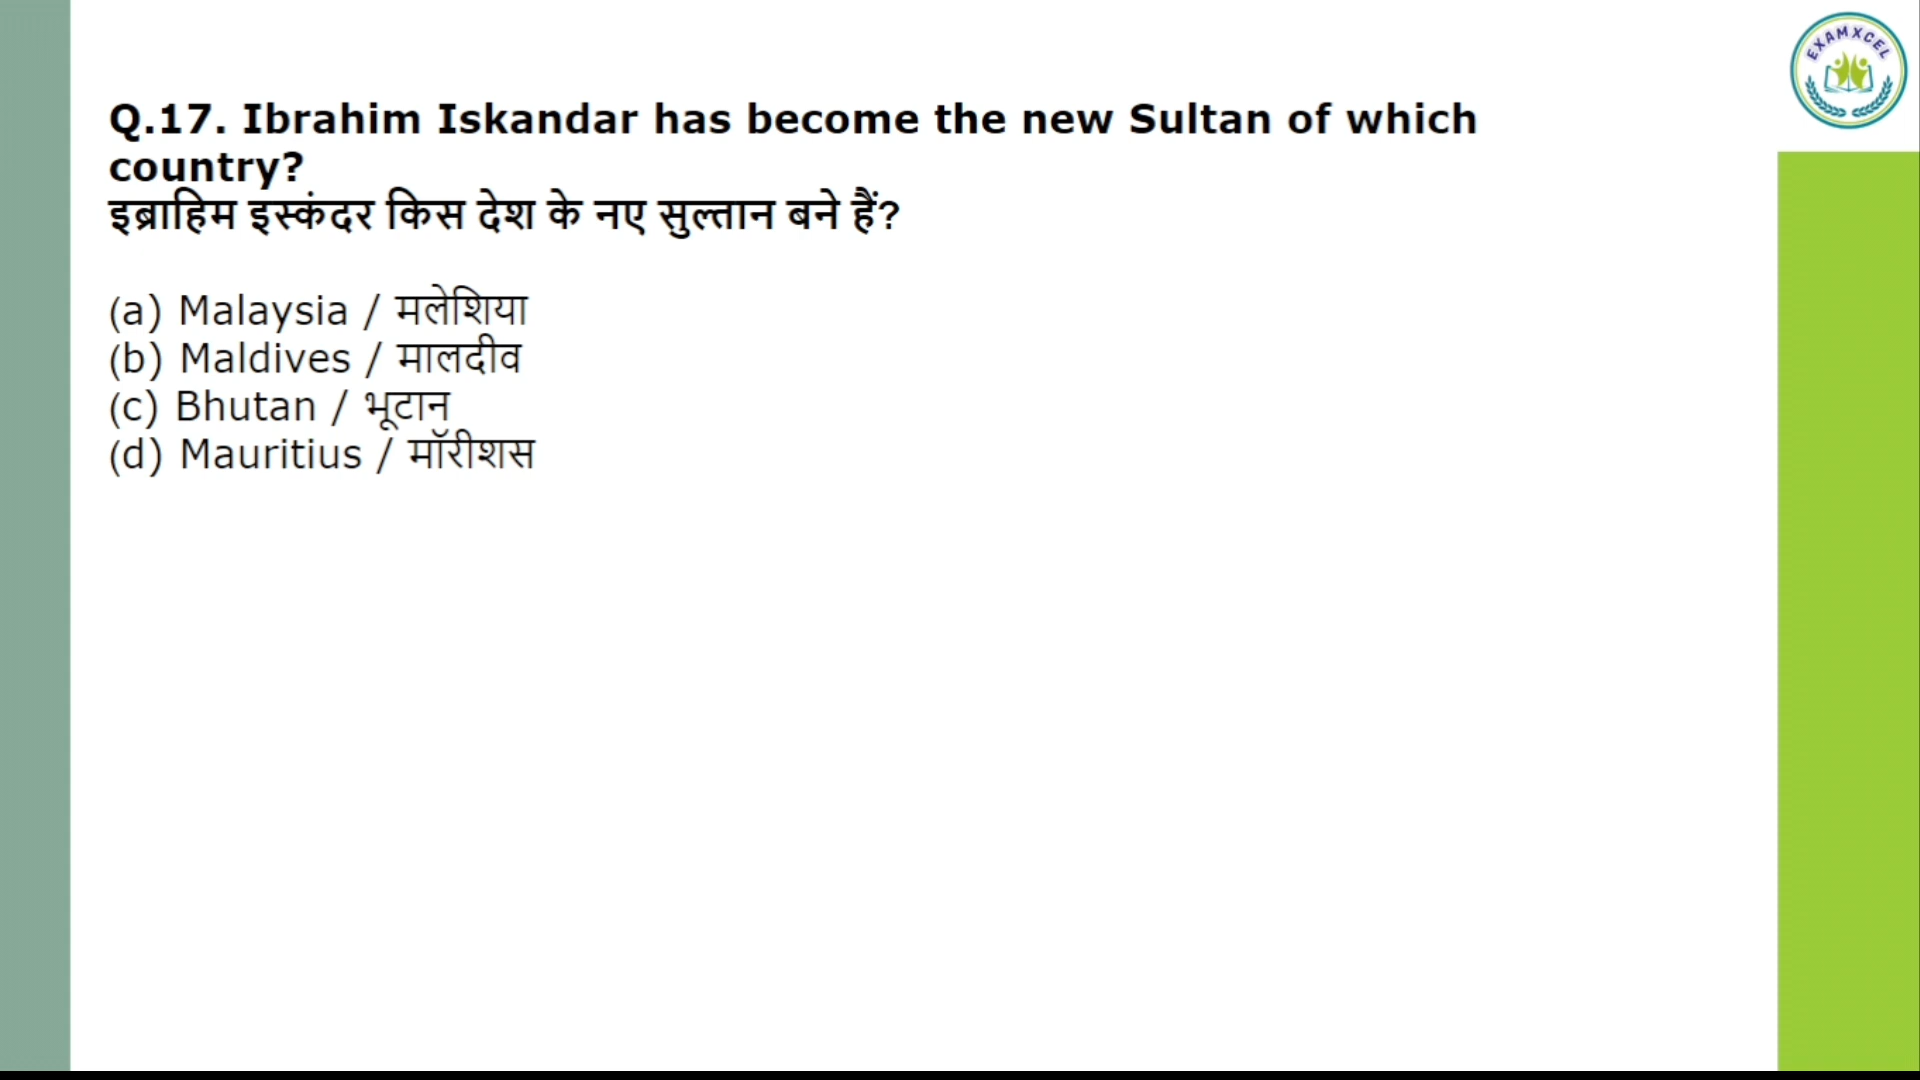 EXAMXCEL
Q.17. Ibrahim Iskandar has become the new Sultan of which
country?
इब्राहिम इस्कंदर किस देश के नए सुल्तान बने हैं?
(a) Malaysia / मलेशिया
(b) Maldives / मालदीव
(c) Bhutan / भूटान
(d) Mauritius / मॉरीशस